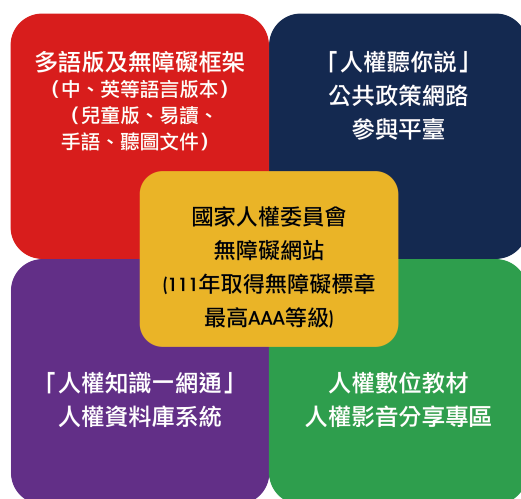 多語版及無障礙框架
（中、英等語言版本）
（兒童版、易讀、
手語、聽圖文件）
「人權聽你說」
公共政策網路
參與平臺
國家人權委員會
無障礙網站
(111年取得無障礙標章
最高AAA等級)
「人權知識一網通」
人權資料庫系統
人權數位教材
人權影音分享專區